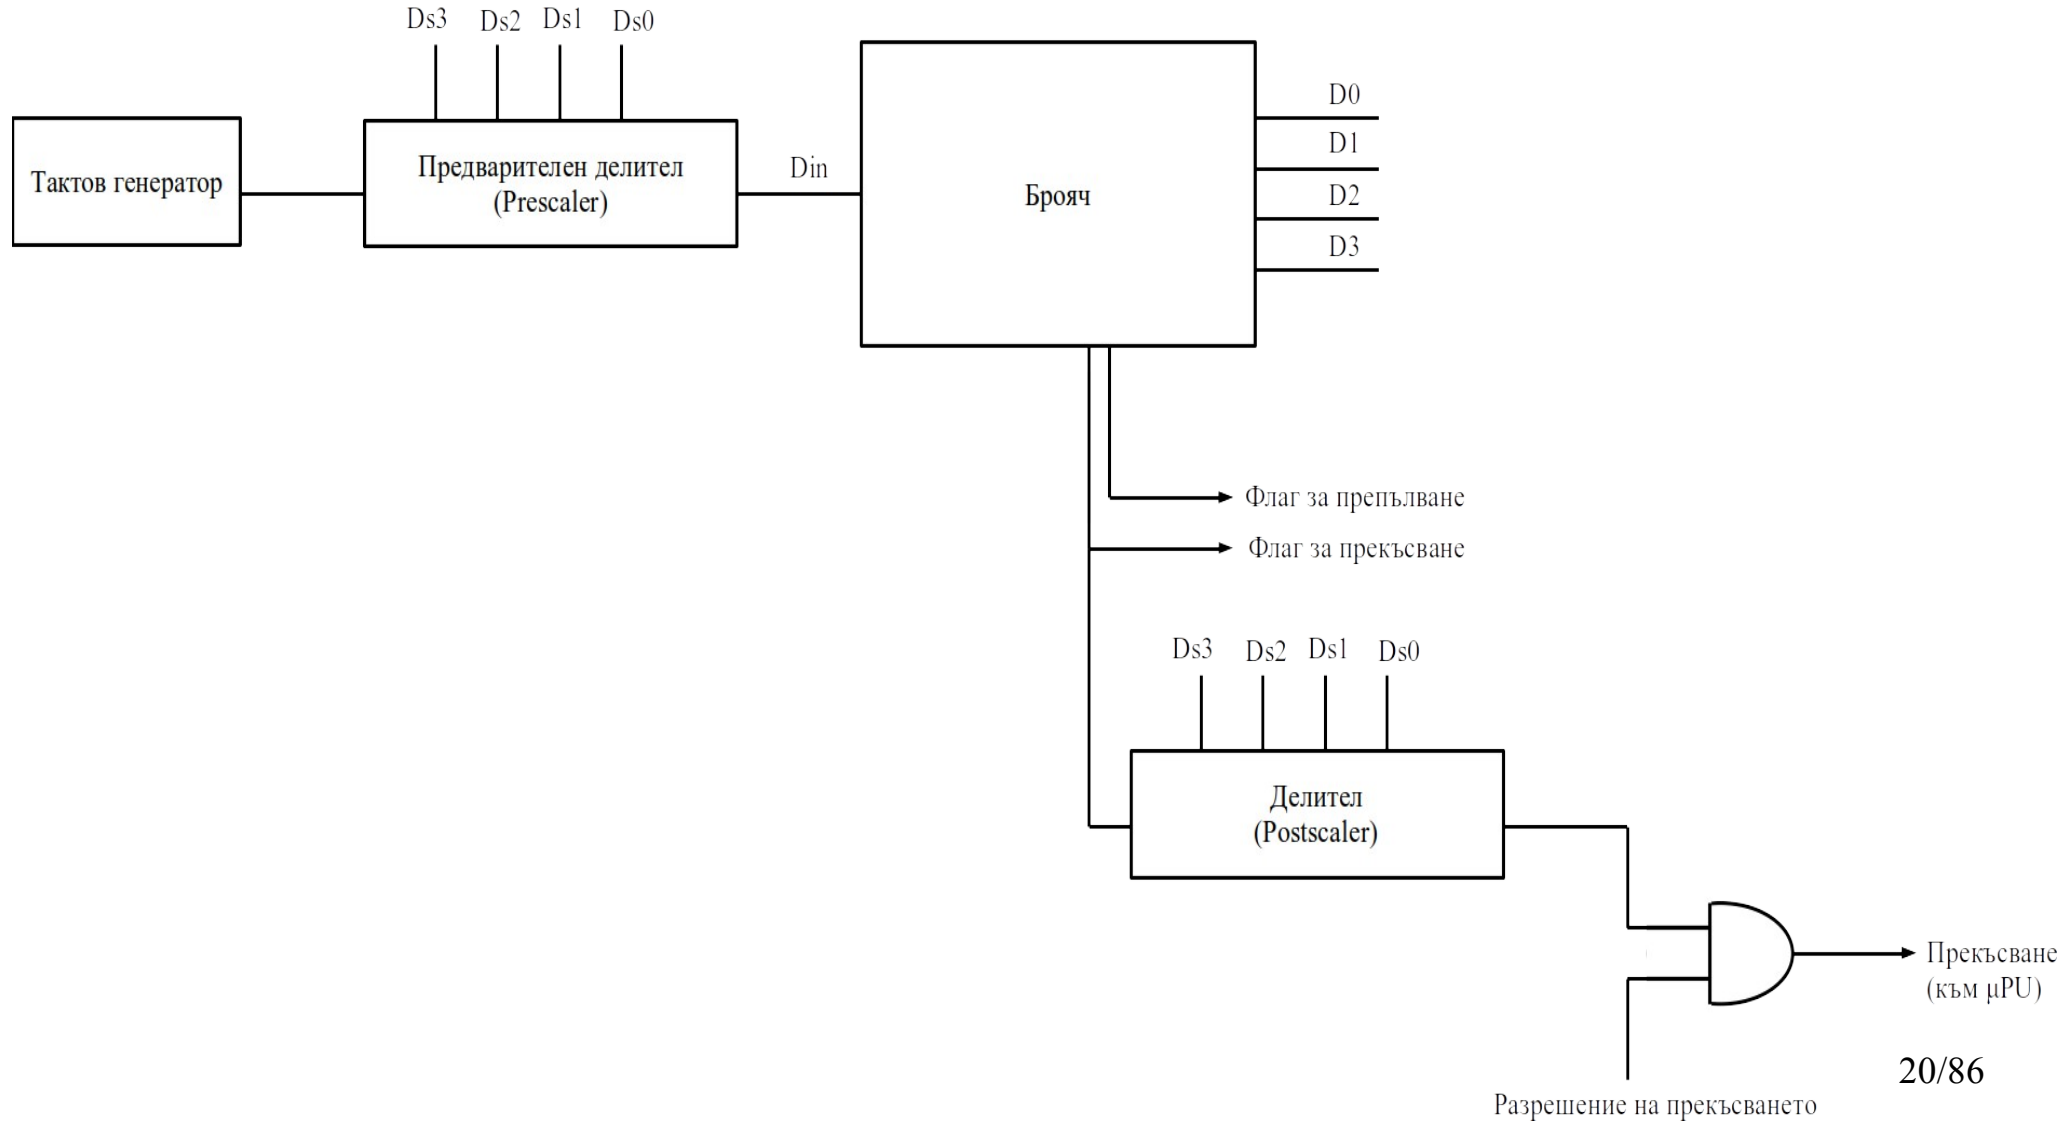 Ds3 Ds2 Ds1 Ds0
Тактов генератор
Предварителен делител
(Prescaler)
Din
Брояч
D0
D1
D2
D3
Флаг за препълване
Флаг за прекъсване
Ds3 Ds2 Ds1 Ds0
Делител
(Postscaler)
Прекъсване
(към µPU)
20/86
Разрешение на прекъсването